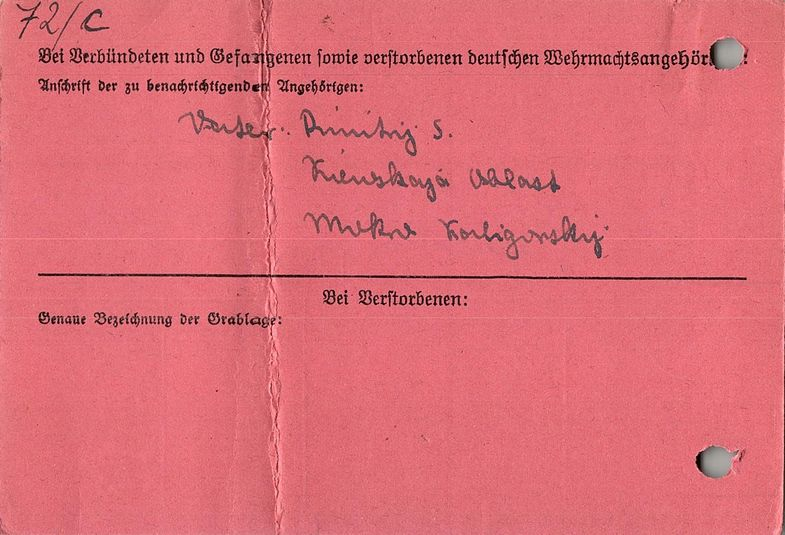 72/C
Bei Verbündeten und Gefangenen sowie verstorbenen deutschen Wehrmachtsangehör
Anschrift der zu benachrichtigenden Angehörigen:
Vater: Dimitrij S.
Kiewskaja Oblast
Bei Verstorbenen:
Genaue Bezeichnung der Grablage: